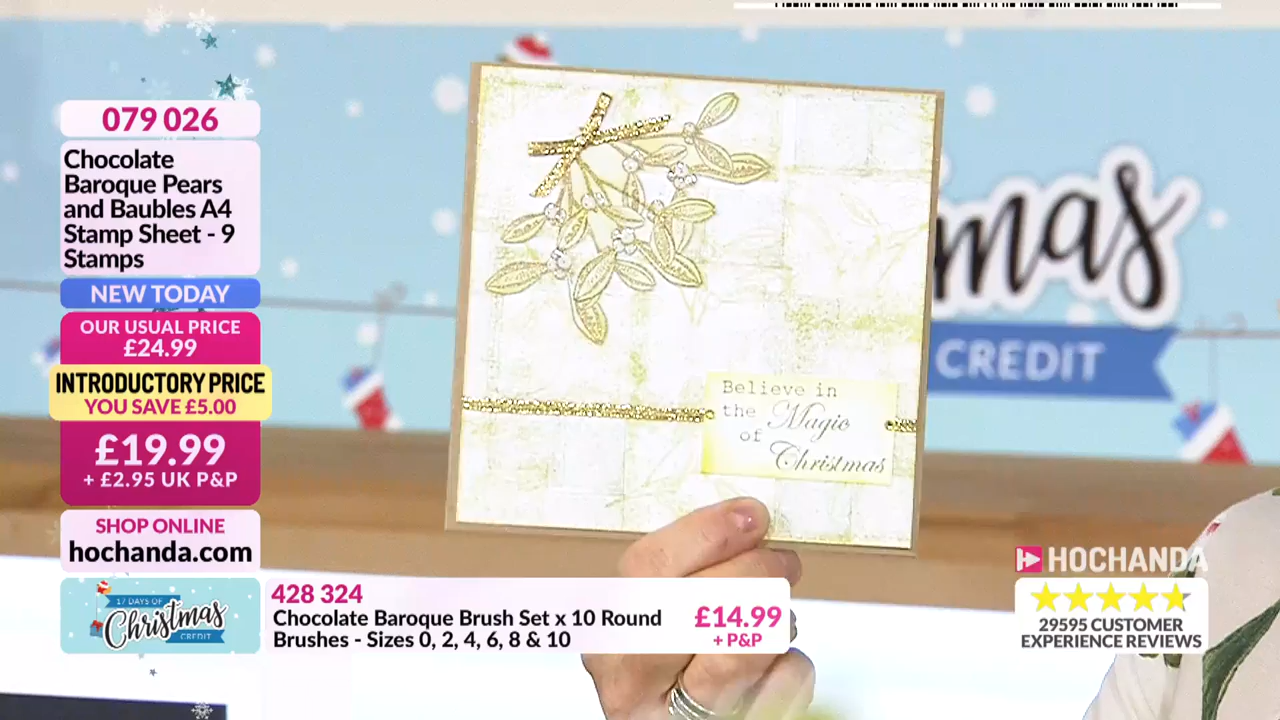 079 026
Chocolate
Baroque Pears
and Baubles A4
Stamp Sheet - 9
Stamps
NEW TODAY
OUR USUAL PRICE
£24.99
INTRODUCTORY PRICE
YOU SAVE £5.00
£19.99
+ £2.95 UK P&P
SHOP ONLINE
hochanda.com
17 DAYS OF
Christmas
CREDIT
428 324
Chocolate Baroque Brush Set x 10 Round
Brushes - Sizes 0, 2, 4, 6, 8 & 10
£14.99
+ P&P
Believe in
the Magic
of
Christmas
mas
CREDIT
HOCHANDA
29595 CUSTOMER
EXPERIENCE REVIEWS